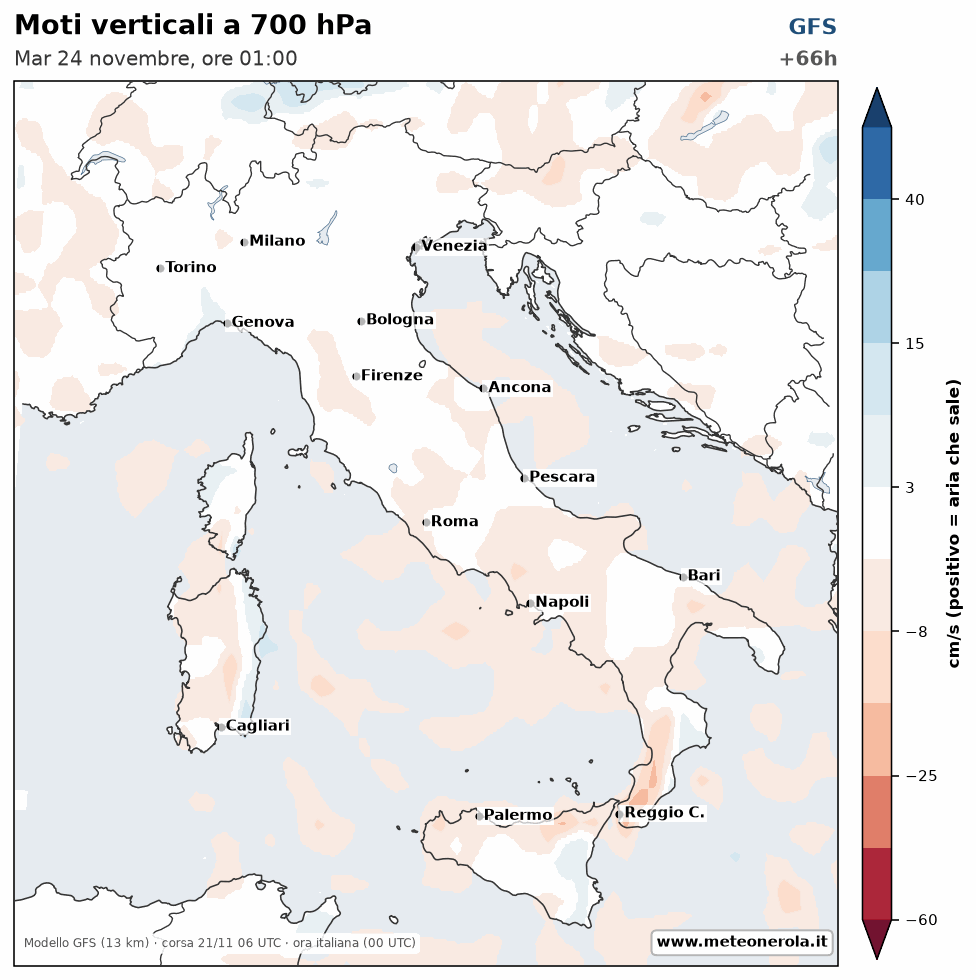 Moti verticali a 700 hPa
GFS
Mar 24 novembre, ore 01:00
+66h
Milano
Venezia
Torino
Genova
Bologna
Firenze
Ancona
Pescara
Roma
Bari
Napoli
Cagliari
Palermo
Reggio C.
40
15
3
−8
−25
−60
cm/s (positivo = aria che sale)
Modello GFS (13 km) · corsa 21/11 06 UTC · ora italiana (00 UTC)
www.meteonerola.it